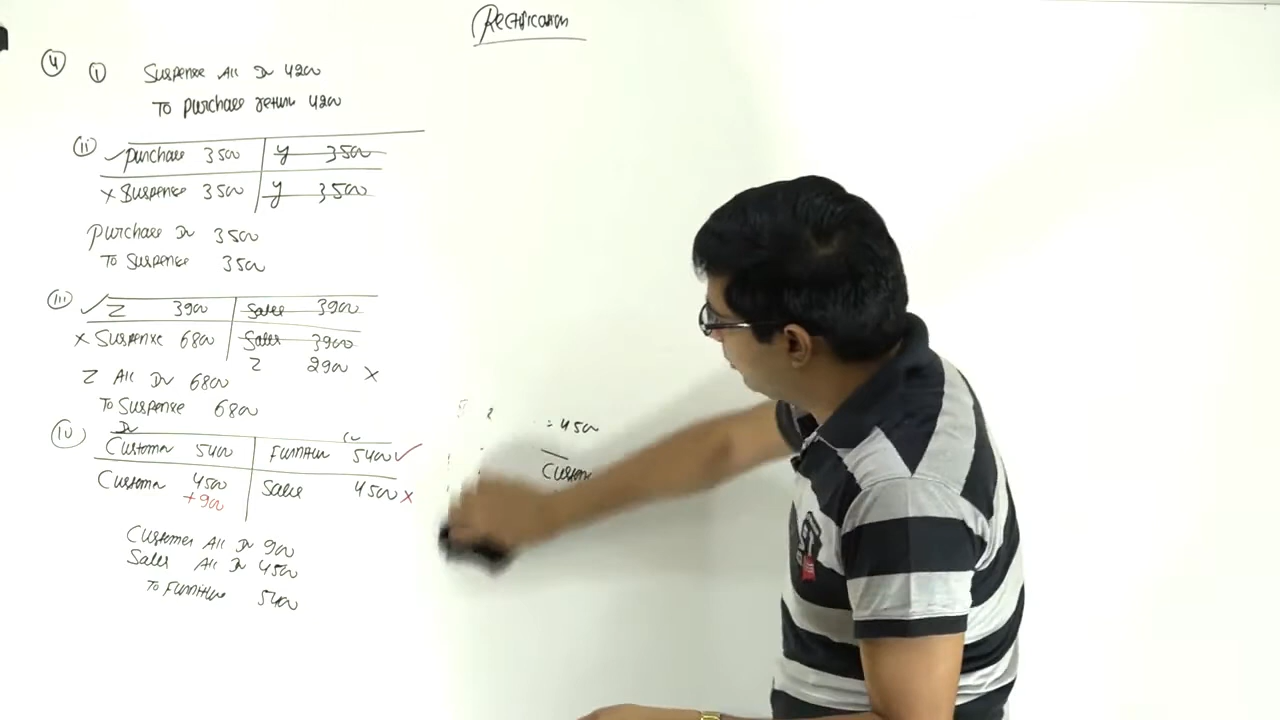 Rectification
④ ⓘ Suspense A/c Dr 4200
To purchase return 4200
ⓘⓘ ✓ purchase 3500 | y 3500
× Suspense 3500 | y 3500
purchase Dr 3500
To Suspense 3500
ⓘⓘⓘ ✓ Z 3900 | Sales 3900
× Suspense 6800 | Sales 3900
Z 2900 ×
Z A/c Dr 6800
To Suspense 6800
ⓘⓥ Dr Cr
Customer 5400 | Furniture 5400 ✓
Customer 4500 | Sales 4500 ×
+900
Customer A/c Dr 900
Sales A/c Dr 4500
To Furniture 5400
= 4500
Custome